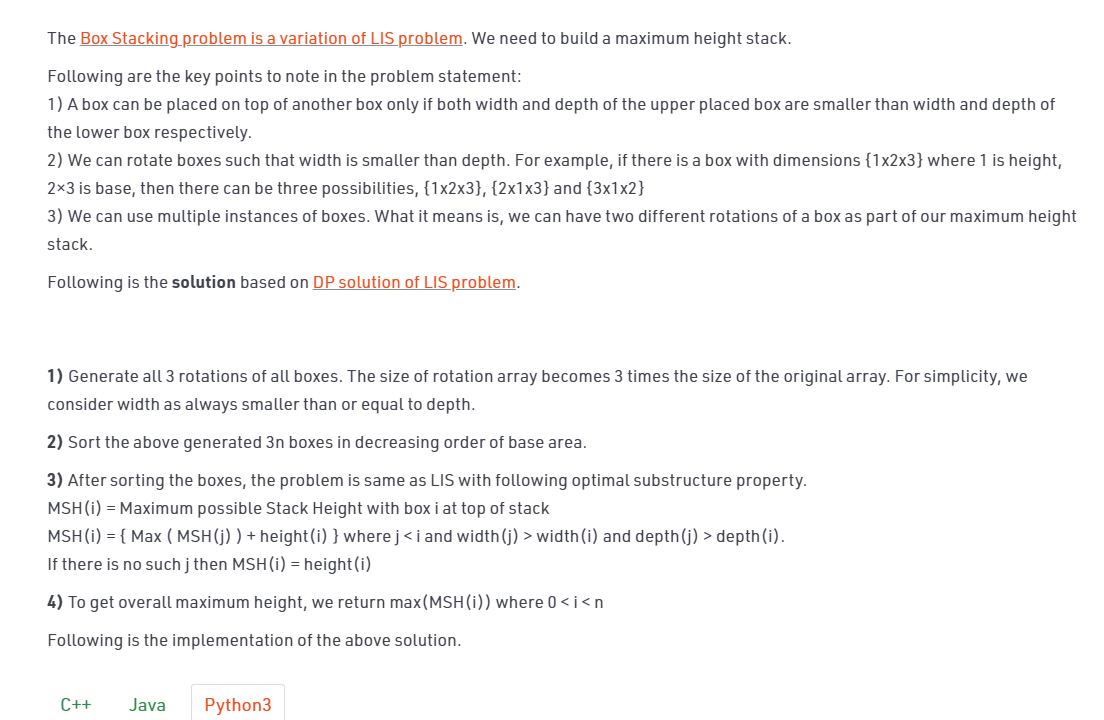 The Box Stacking problem is a variation of LIS problem. We need to build a maximum height stack.
Following are the key points to note in the problem statement:
1) A box can be placed on top of another box only if both width and depth of the upper placed box are smaller than width and depth of
the lower box respectively.
2) We can rotate boxes such that width is smaller than depth. For example, if there is a box with dimensions {1x2x3} where 1 is height,
2×3 is base, then there can be three possibilities, {1x2x3}, {2x1x3} and {3x1x2}
3) We can use multiple instances of boxes. What it means is, we can have two different rotations of a box as part of our maximum height
stack.
Following is the solution based on DP solution of LIS problem.
1) Generate all 3 rotations of all boxes. The size of rotation array becomes 3 times the size of the original array. For simplicity, we
consider width as always smaller than or equal to depth.
2) Sort the above generated 3n boxes in decreasing order of base area.
3) After sorting the boxes, the problem is same as LIS with following optimal substructure property.
MSH(i) = Maximum possible Stack Height with box i at top of stack
MSH(i) = { Max ( MSH(j) ) + height(i) } where j < i and width(j) > width(i) and depth(j) > depth(i).
If there is no such j then MSH(i) = height(i)
4) To get overall maximum height, we return max(MSH(i)) where 0 < i < n
Following is the implementation of the above solution.
C++ Java Python3